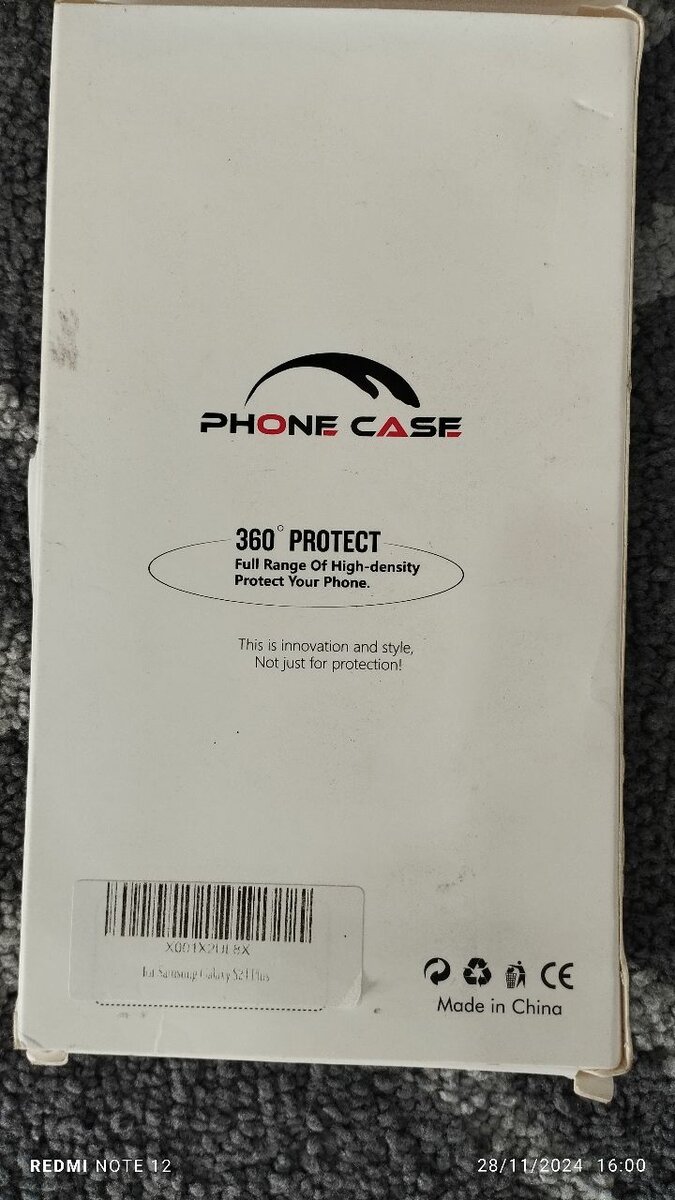 PHONE CASE
360° PROTECT
Full Range Of High-density
Protect Your Phone.
This is innovation and style,
Not just for protection!
for Samsung Galaxy S24 Plus
CE
Made in China
REDMI NOTE 12
28/11/2024 16:00